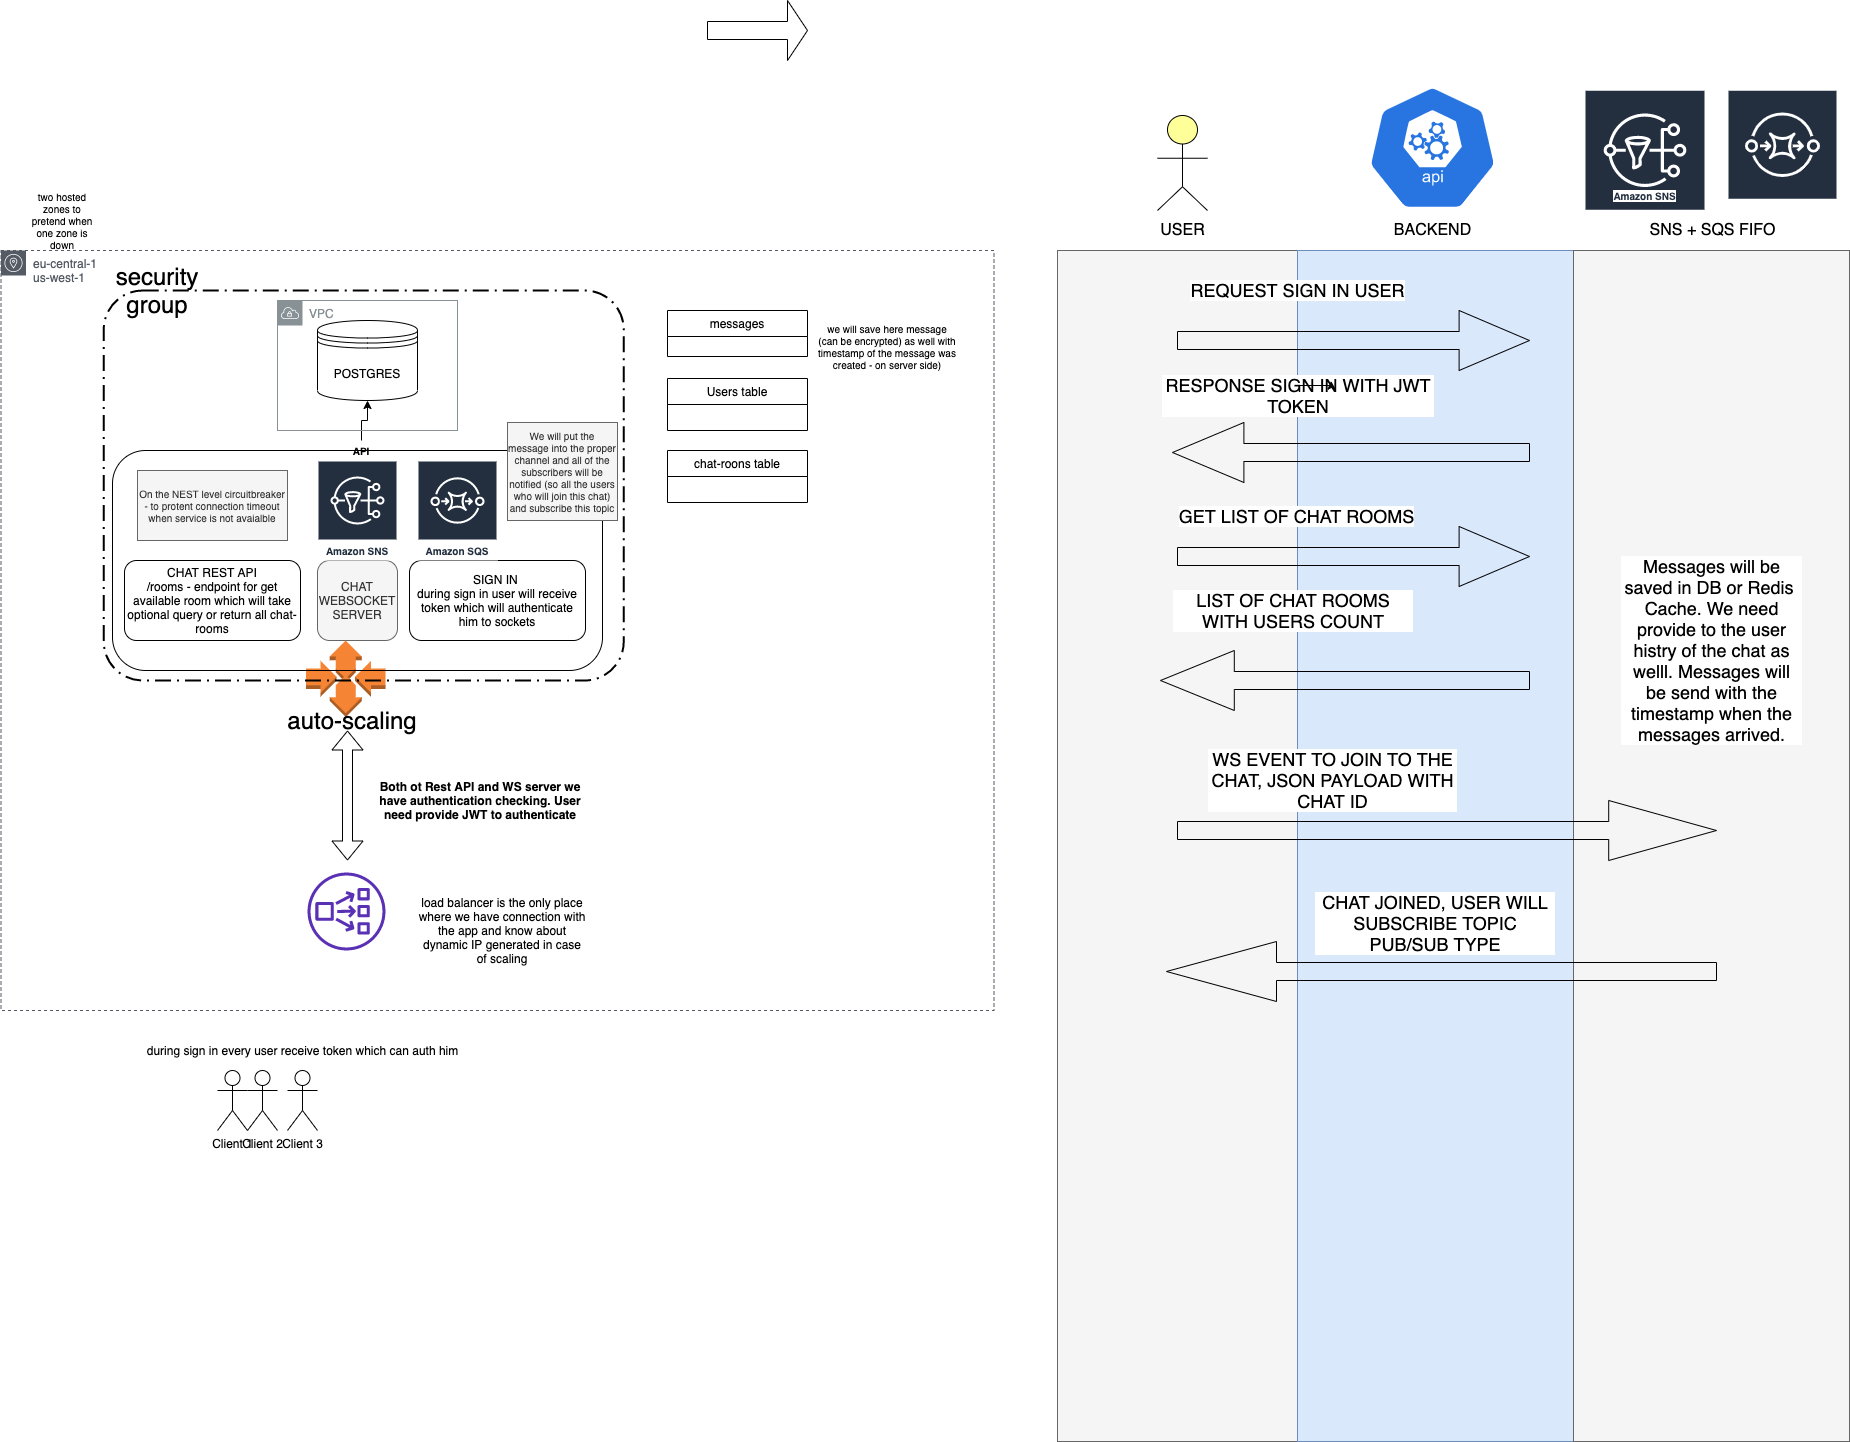 two hosted
zones to
pretend when
one zone is
down
eu-central-1
us-west-1
security
group
VPC
POSTGRES
API
We will put the
message into the proper
channel and all of the
subscribers will be
notified (so all the users
who will join this chat)
and subscribe this topic
On the NEST level circuitbreaker
- to protent connection timeout
when service is not avaialble
Amazon SNS
Amazon SQS
CHAT REST API
/rooms - endpoint for get
available room which will take
optional query or return all chat-
rooms
CHAT
WEBSOCKET
SERVER
SIGN IN
during sign in user will receive
token which will authenticate
him to sockets
auto-scaling
Both ot Rest API and WS server we
have authentication checking. User
need provide JWT to authenticate
load balancer is the only place
where we have connection with
the app and know about
dynamic IP generated in case
of scaling
messages
we will save here message
(can be encrypted) as well with
timestamp of the message was
created - on server side)
Users table
chat-roons table
during sign in every user receive token which can auth him
Client
Client 2
Client 3
USER
api
BACKEND
Amazon SNS
SNS + SQS FIFO
REQUEST SIGN IN USER
RESPONSE SIGN IN WITH JWT
TOKEN
GET LIST OF CHAT ROOMS
LIST OF CHAT ROOMS
WITH USERS COUNT
WS EVENT TO JOIN TO THE
CHAT, JSON PAYLOAD WITH
CHAT ID
CHAT JOINED, USER WILL
SUBSCRIBE TOPIC
PUB/SUB TYPE
Messages will be
saved in DB or Redis
Cache. We need
provide to the user
histry of the chat as
welll. Messages will
be send with the
timestamp when the
messages arrived.